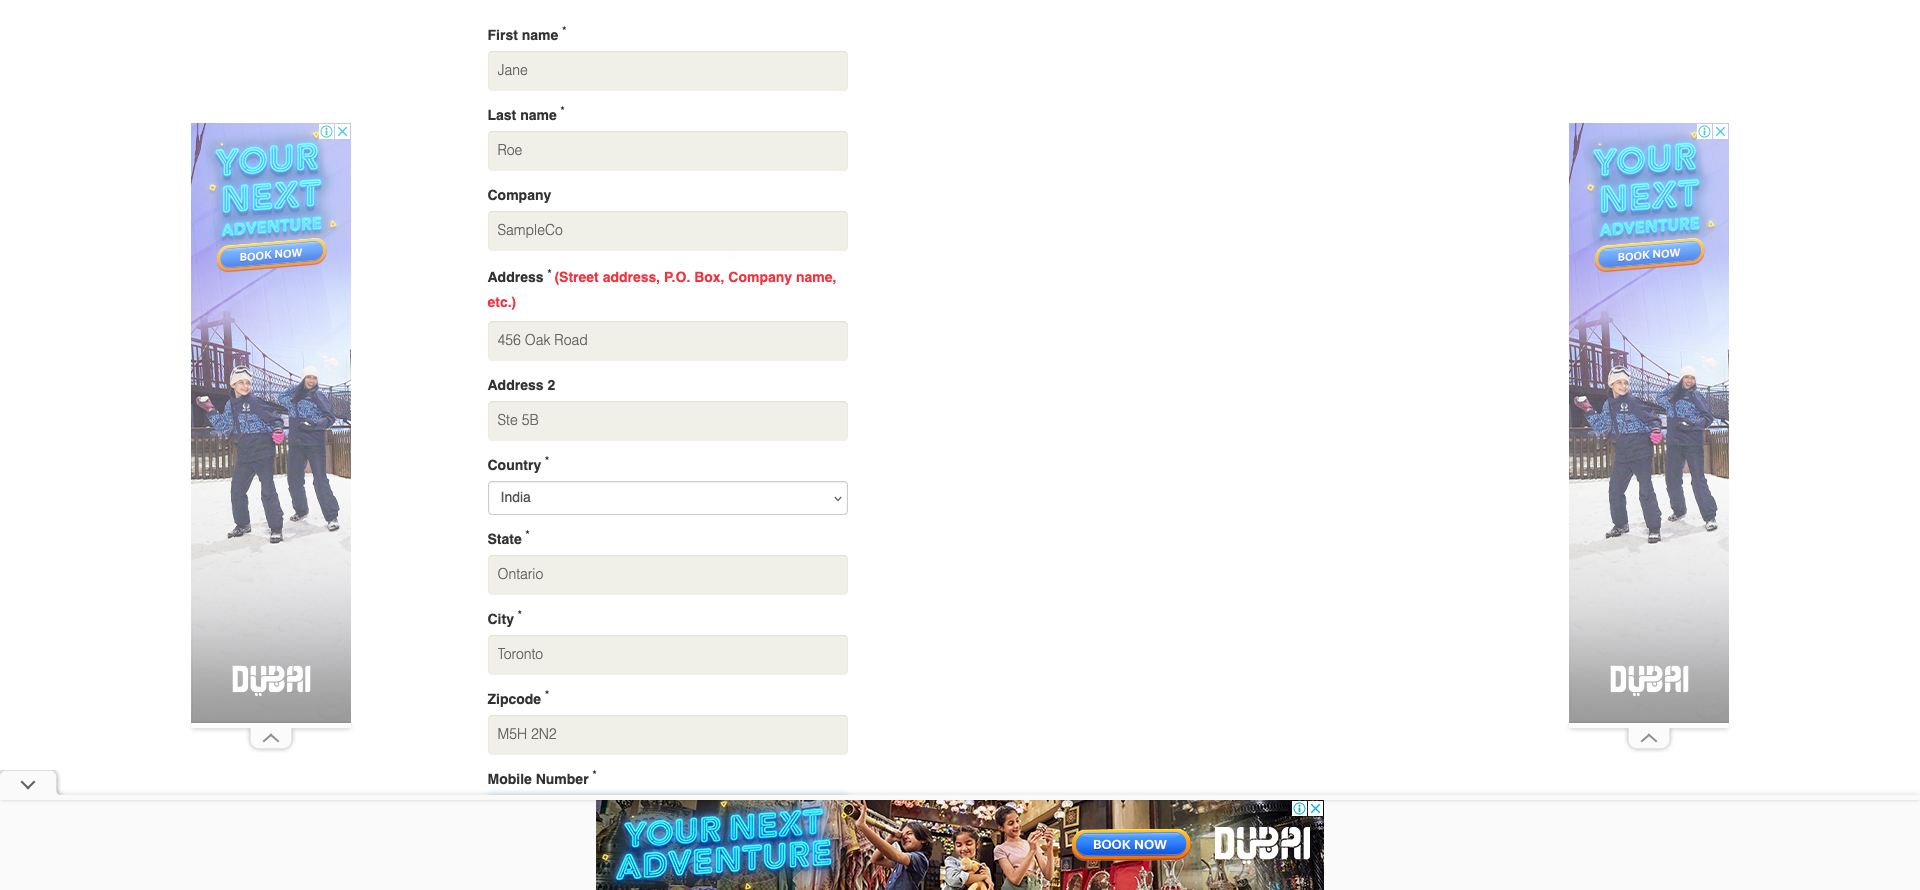 First name *
Jane
Last name *
Roe
Company
SampleCo
Address * (Street address, P.O. Box, Company name,
etc.)
456 Oak Road
Address 2
Ste 5B
Country *
India
State *
Ontario
City *
Toronto
Zipcode *
M5H 2N2
Mobile Number *
YOUR
NEXT
ADVENTURE
BOOK NOW
DUBAI
YOUR
NEXT
ADVENTURE
BOOK NOW
DUBAI
YOUR NEXT
ADVENTURE
BOOK NOW
DUBAI